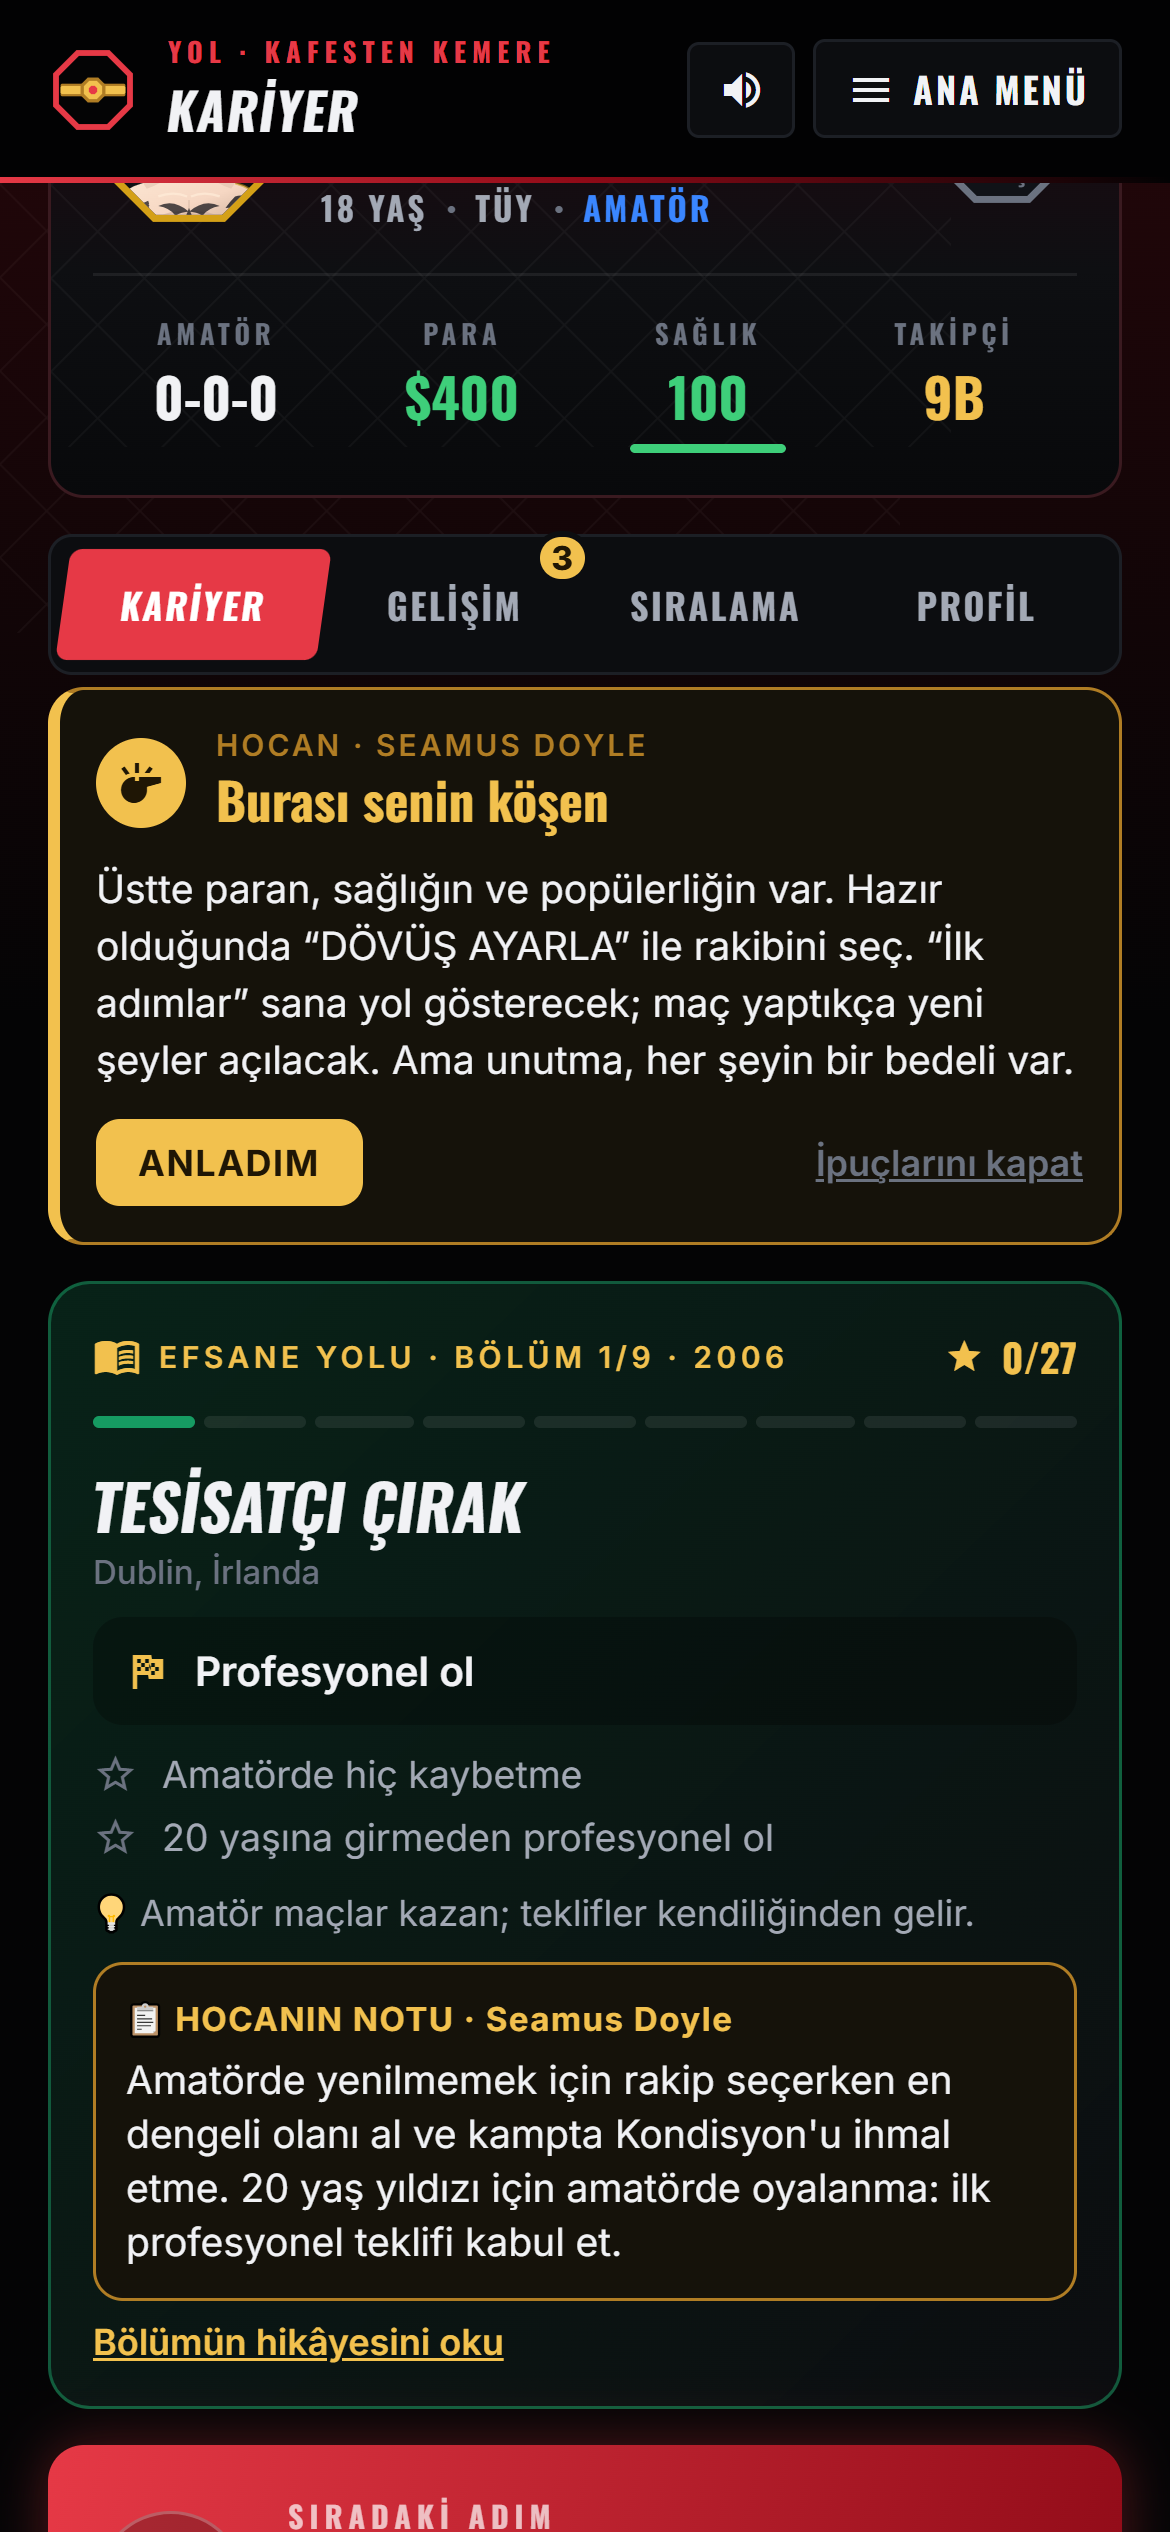 YOL · KAFESTEN KEMERE
KARİYER
ANA MENÜ
18 YAŞ · TÜY · AMATÖR
AMATÖR PARA SAĞLIK TAKİPÇİ
0-0-0 $400 100 9B
KARİYER GELİŞİM 3 SIRALAMA PROFİL
HOCAN · SEAMUS DOYLE
Burası senin köşen
Üstte paran, sağlığın ve popülerliğin var. Hazır
olduğunda “DÖVÜŞ AYARLA” ile rakibini seç. “İlk
adımlar” sana yol gösterecek; maç yaptıkça yeni
şeyler açılacak. Ama unutma, her şeyin bir bedeli var.
ANLADIM İpuçlarını kapat
EFSANE YOLU · BÖLÜM 1/9 · 2006 0/27
TESİSATÇI ÇIRAK
Dublin, İrlanda
Profesyonel ol
Amatörde hiç kaybetme
20 yaşına girmeden profesyonel ol
Amatör maçlar kazan; teklifler kendiliğinden gelir.
HOCANIN NOTU · Seamus Doyle
Amatörde yenilmemek için rakip seçerken en
dengeli olanı al ve kampta Kondisyon'u ihmal
etme. 20 yaş yıldızı için amatörde oyalanma: ilk
profesyonel teklifi kabul et.
Bölümün hikâyesini oku
SIRADAKİ ADIM